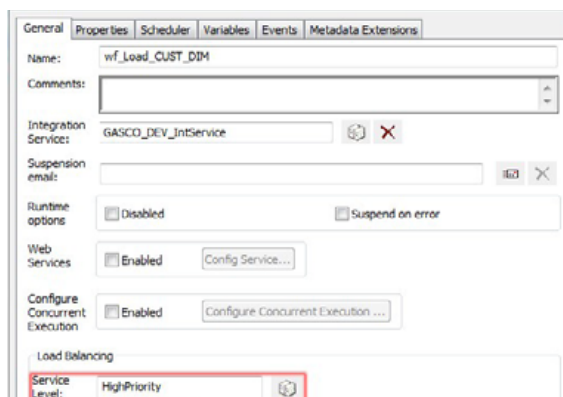 General Properties Scheduler Variables Events Metadata Extensions
Name: wf_Load_CUST_DIM
Comments:
Integration
Service: GASCO_DEV_IntService
Suspension
email:
Runtime
options Disabled Suspend on error
Web
Services Enabled Config Service...
Configure
Concurrent
Execution Enabled Configure Concurrent Execution ...
Load Balancing
Service
Level: HighPriority